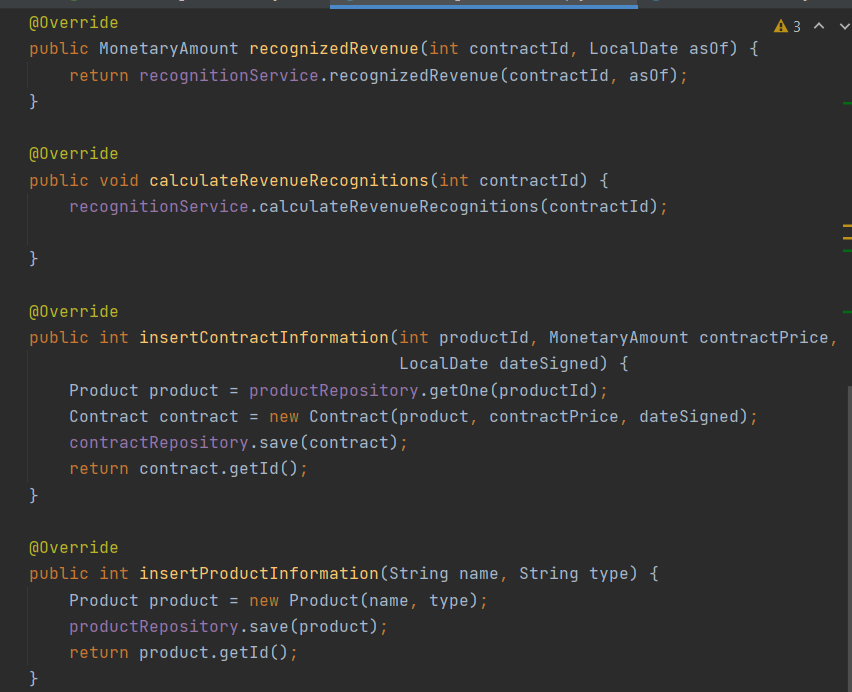 @Override
3
public MonetaryAmount recognizedRevenue(int contractId, LocalDate asOf) {
    return recognitionService.recognizedRevenue(contractId, asOf);
}
@Override
public void calculateRevenueRecognitions(int contractId) {
    recognitionService.calculateRevenueRecognitions(contractId);
}
@Override
public int insertContractInformation(int productId, MonetaryAmount contractPrice,
                                     LocalDate dateSigned) {
    Product product = productRepository.getOne(productId);
    Contract contract = new Contract(product, contractPrice, dateSigned);
    contractRepository.save(contract);
    return contract.getId();
}
@Override
public int insertProductInformation(String name, String type) {
    Product product = new Product(name, type);
    productRepository.save(product);
    return product.getId();
}